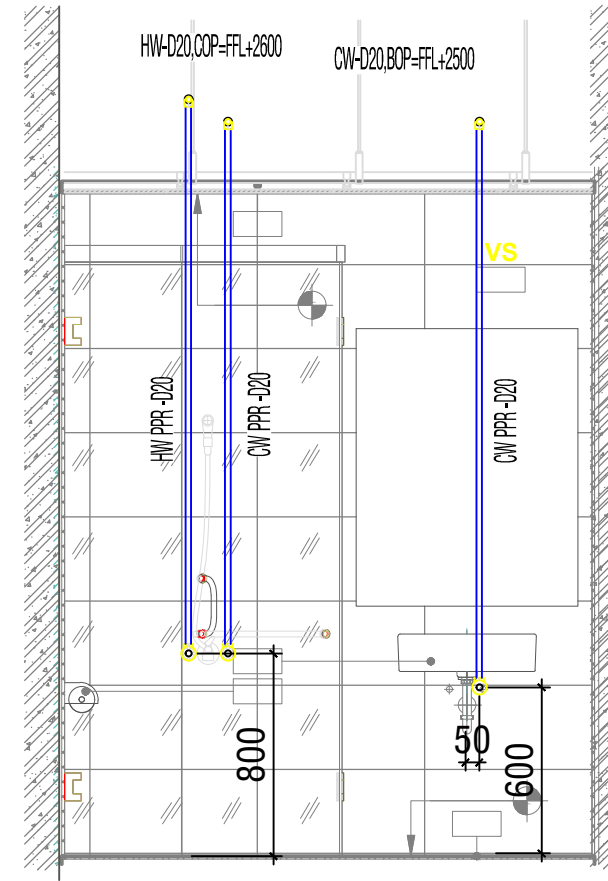 HW-D20,COP=FFL+2600
CW-D20,BOP=FFL+2500
VS
HW PPR -D20
CW PPR -D20
CW PPR -D20
800
50
600